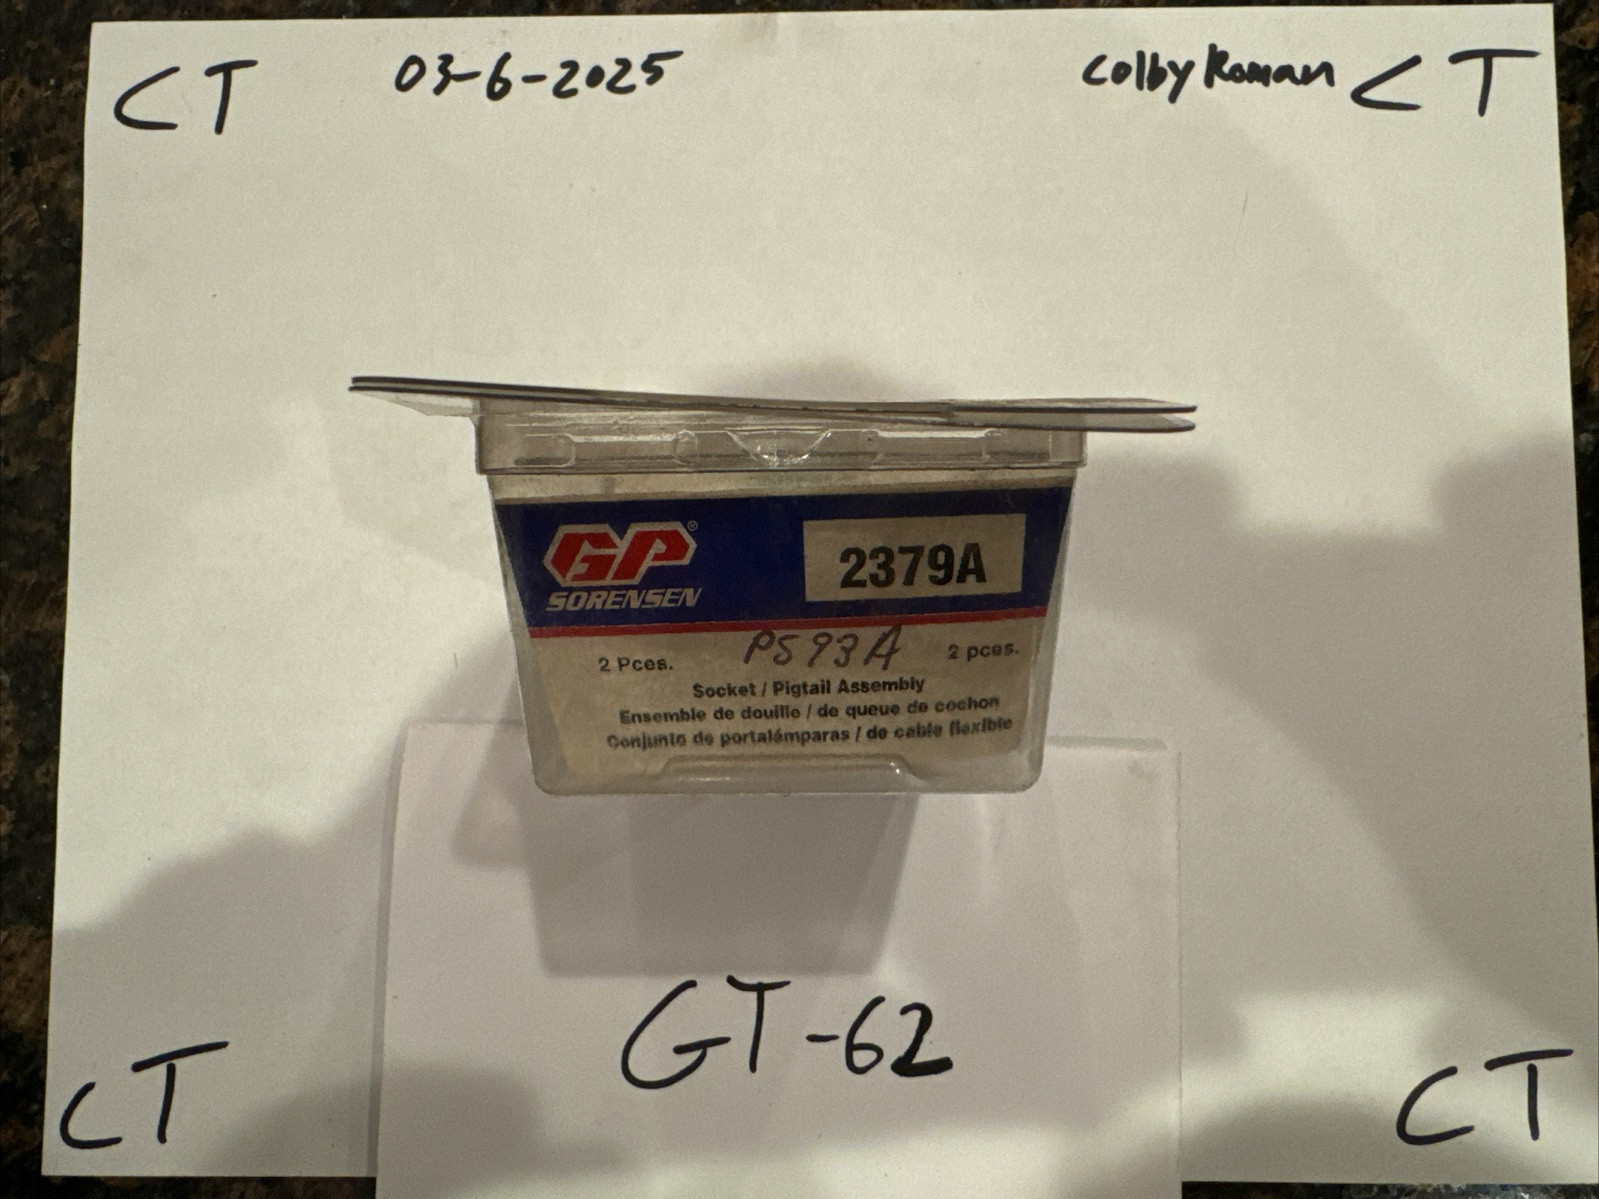 CT 03-6-2025 Colby Roman CT
GP®
SORENSEN
2379A
PS93A
2 Pces. 2 pces.
Socket / Pigtail Assembly
Ensemble de douille / de queue de cochon
Conjunto de portalámparas / de cable flexible
GT-62
CT CT